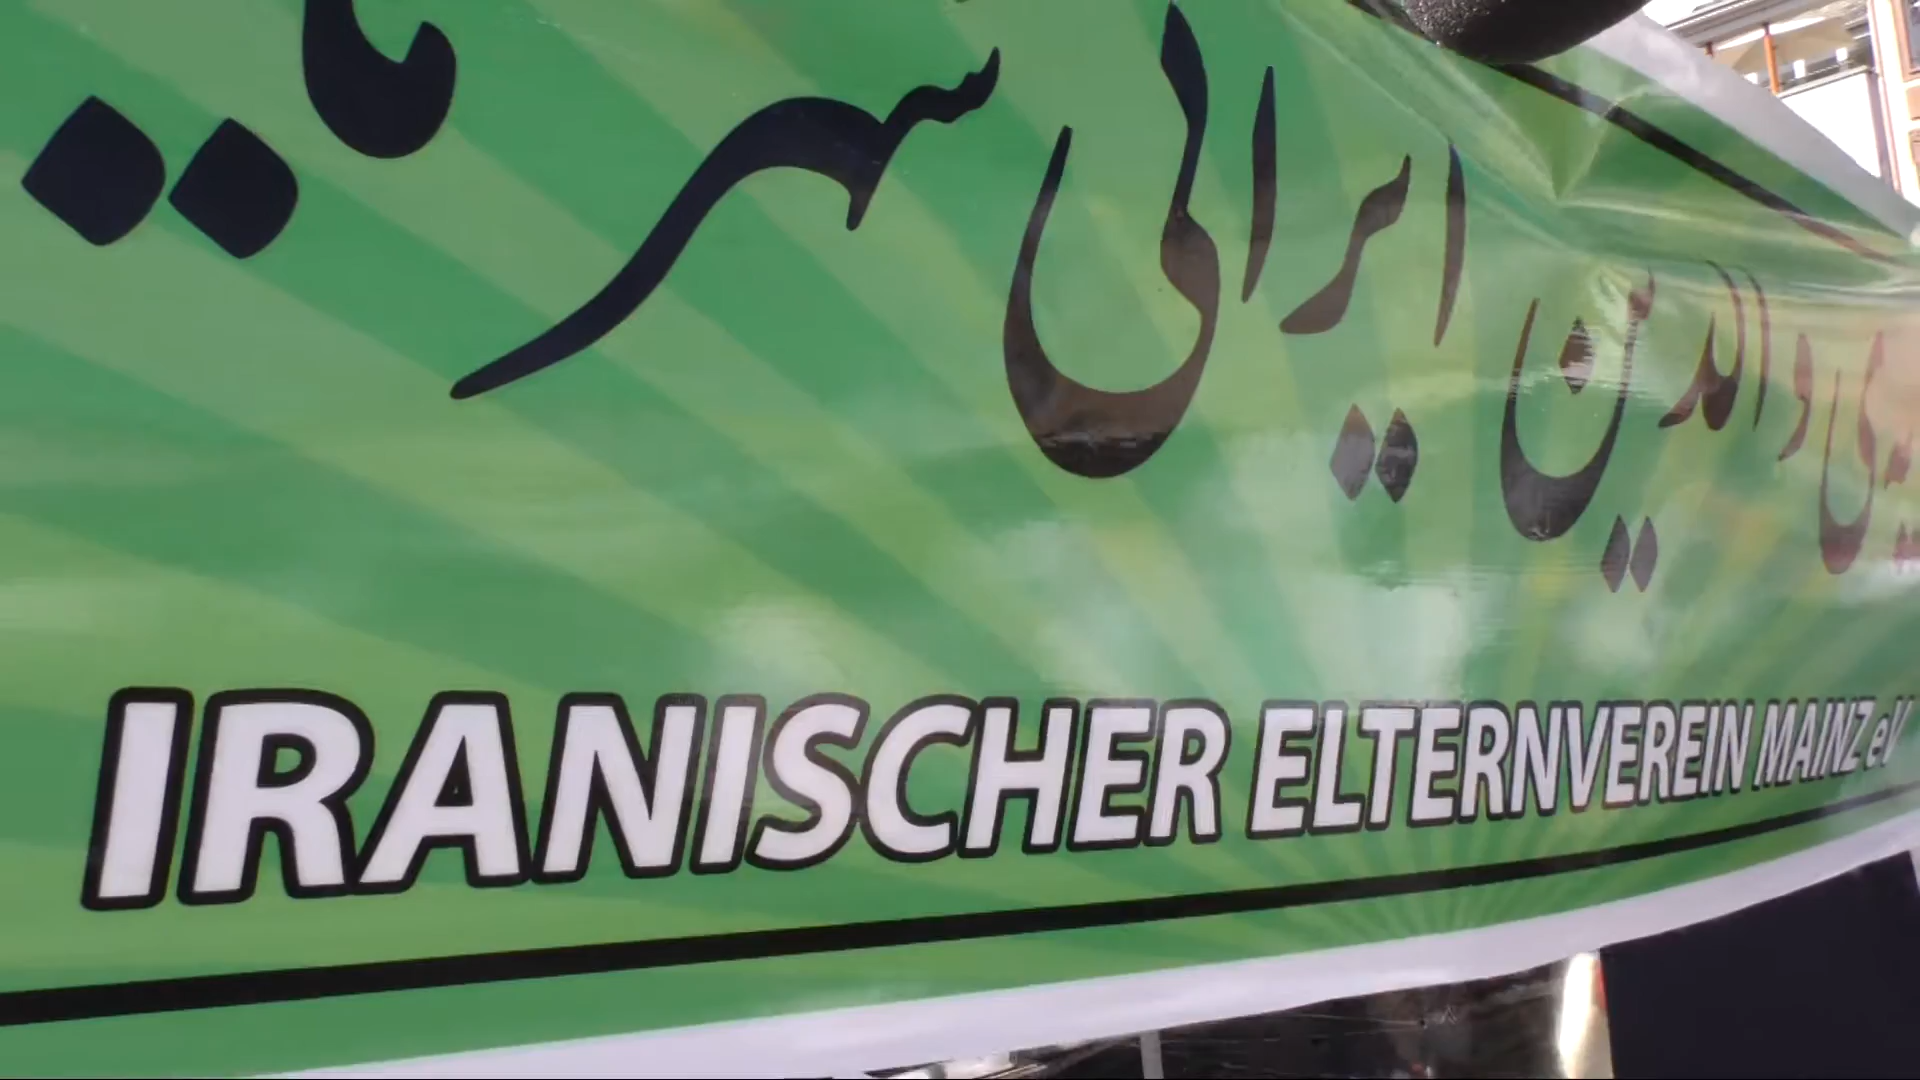 والدین ایرانی شهر
IRANISCHER ELTERNVEREIN MAINZ eV